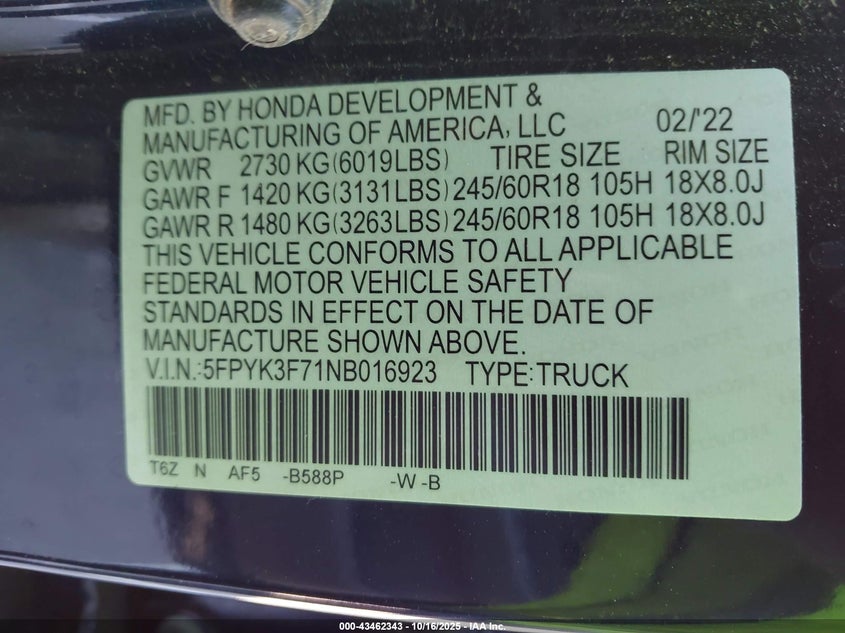 MFD. BY HONDA DEVELOPMENT &
MANUFACTURING OF AMERICA, LLC 02/'22
GVWR 2730 KG(6019LBS) TIRE SIZE RIM SIZE
GAWR F 1420 KG(3131LBS) 245/60R18 105H 18X8.0J
GAWR R 1480 KG(3263LBS) 245/60R18 105H 18X8.0J
THIS VEHICLE CONFORMS TO ALL APPLICABLE
FEDERAL MOTOR VEHICLE SAFETY
STANDARDS IN EFFECT ON THE DATE OF
MANUFACTURE SHOWN ABOVE.
V.I.N.:5FPYK3F71NB016923 TYPE:TRUCK
T6Z N AF5 -B588P -W -B
000-43462343 | 10/16/2025 | IAA Inc.